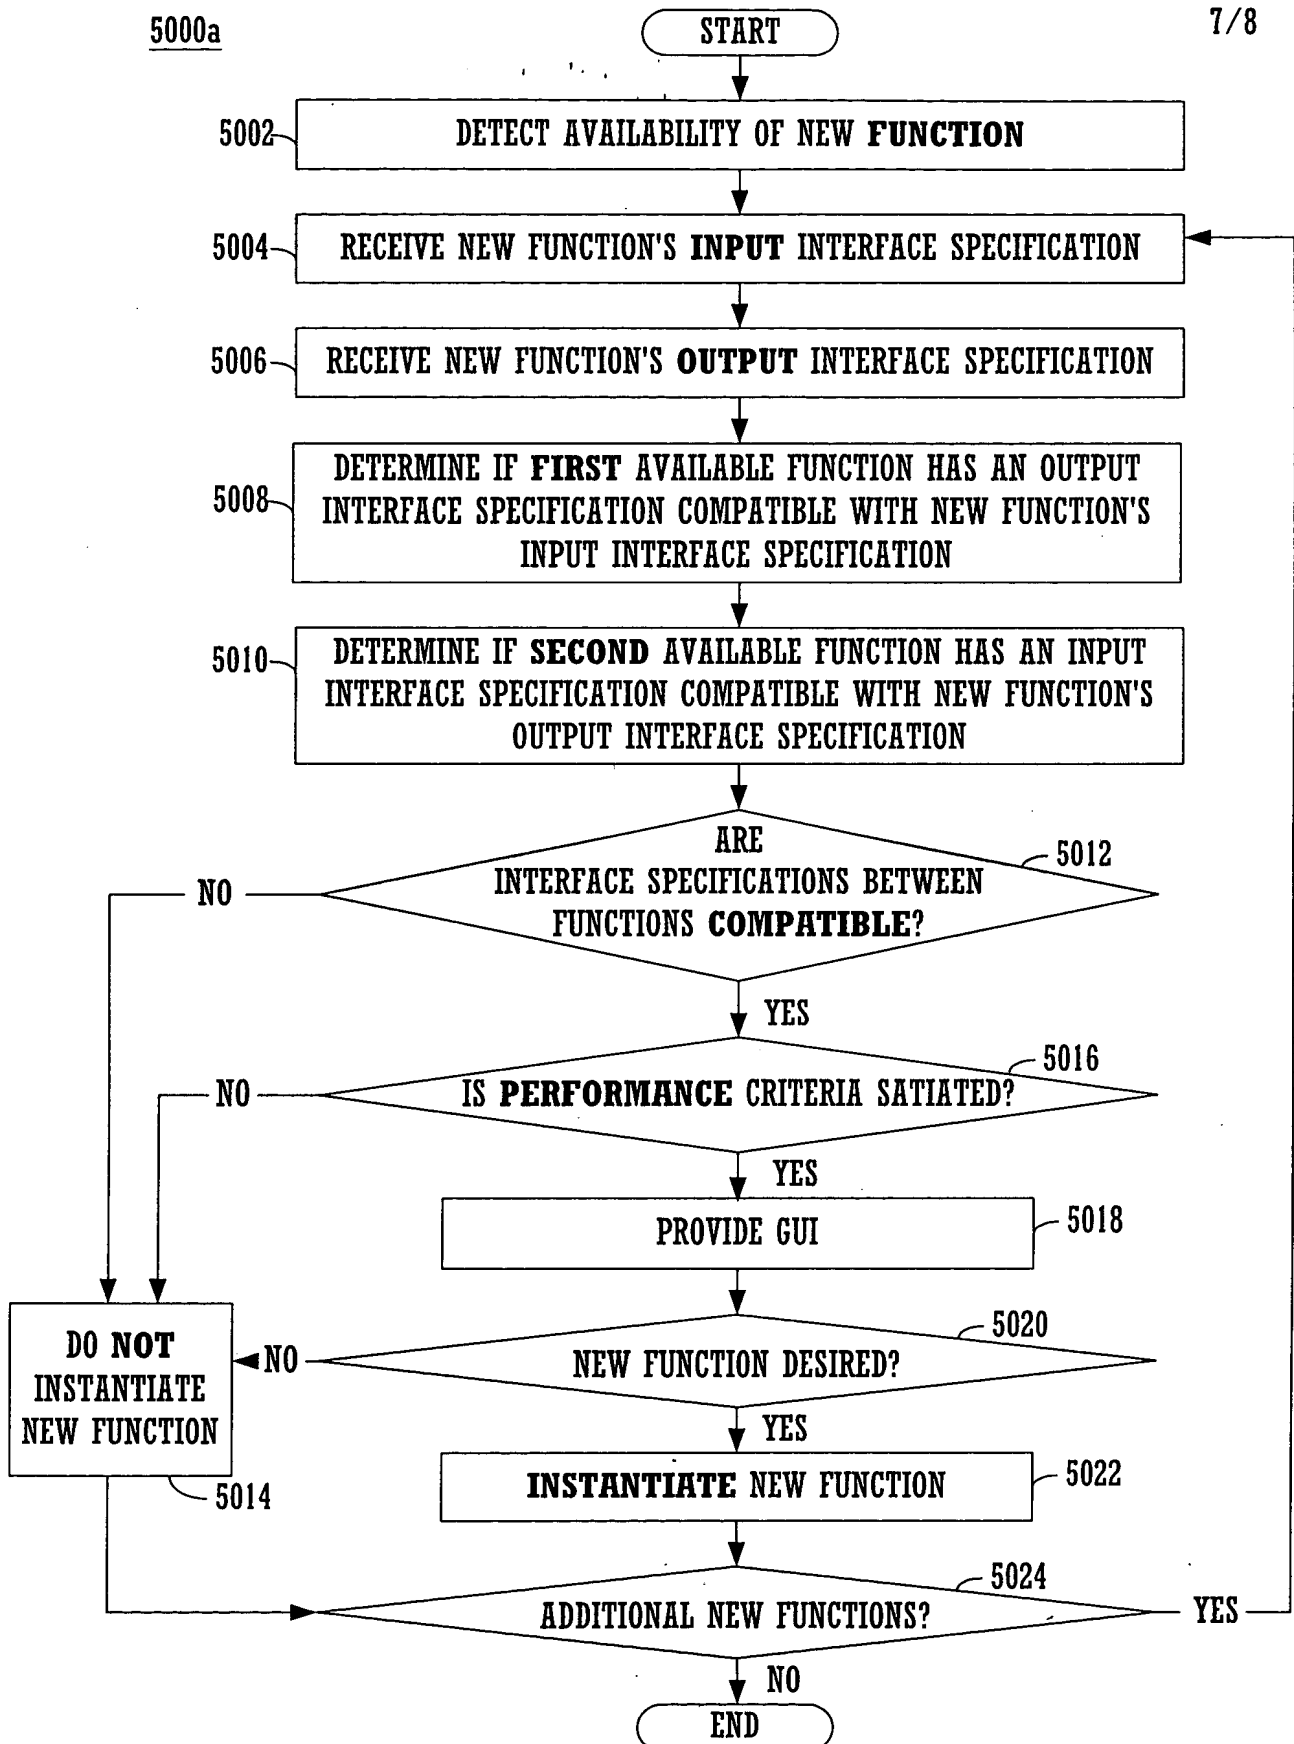 5000a
7/8
START
5002
DETECT AVAILABILITY OF NEW FUNCTION
5004
RECEIVE NEW FUNCTION'S INPUT INTERFACE SPECIFICATION
5006
RECEIVE NEW FUNCTION'S OUTPUT INTERFACE SPECIFICATION
5008
DETERMINE IF FIRST AVAILABLE FUNCTION HAS AN OUTPUT
INTERFACE SPECIFICATION COMPATIBLE WITH NEW FUNCTION'S
INPUT INTERFACE SPECIFICATION
5010
DETERMINE IF SECOND AVAILABLE FUNCTION HAS AN INPUT
INTERFACE SPECIFICATION COMPATIBLE WITH NEW FUNCTION'S
OUTPUT INTERFACE SPECIFICATION
ARE
INTERFACE SPECIFICATIONS BETWEEN
FUNCTIONS COMPATIBLE?
5012
NO
YES
IS PERFORMANCE CRITERIA SATIATED?
5016
NO
YES
PROVIDE GUI
5018
NEW FUNCTION DESIRED?
5020
NO
DO NOT
INSTANTIATE
NEW FUNCTION
5014
YES
INSTANTIATE NEW FUNCTION
5022
ADDITIONAL NEW FUNCTIONS?
5024
YES
NO
END